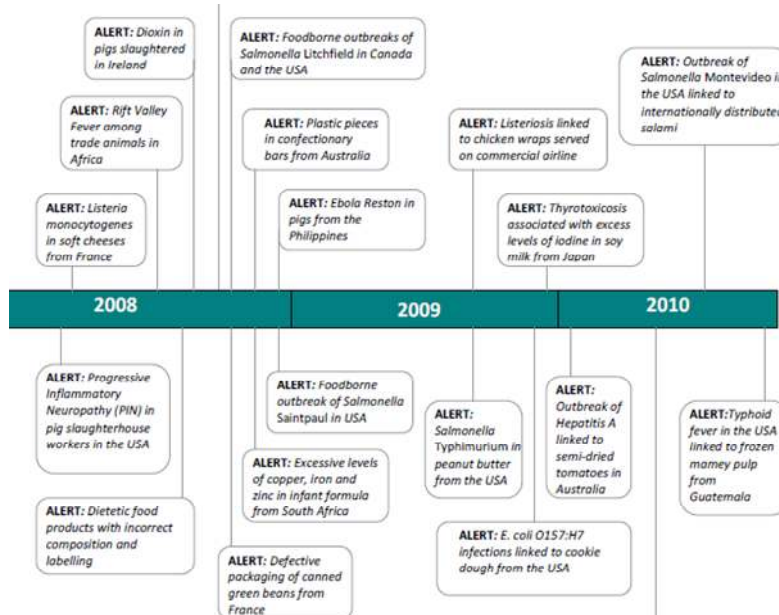 ALERT: Dioxin in
pigs slaughtered
in Ireland
ALERT: Foodborne outbreaks of
Salmonella Litchfield in Canada
and the USA
ALERT: Outbreak of
Salmonella Montevideo in
the USA linked to
internationally distributed
salami
ALERT: Rift Valley
Fever among
trade animals in
Africa
ALERT: Plastic pieces
in confectionary
bars from Australia
ALERT: Listeriosis linked
to chicken wraps served
on commercial airline
ALERT: Listeria
monocytogenes
in soft cheeses
from France
ALERT: Ebola Reston in
pigs from the
Philippines
ALERT: Thyrotoxicosis
associated with excess
levels of iodine in soy
milk from Japan
2008
2009
2010
ALERT: Progressive
Inflammatory
Neuropathy (PIN) in
pig slaughterhouse
workers in the USA
ALERT: Foodborne
outbreak of Salmonella
Saintpaul in USA
ALERT:
Salmonella
Typhimurium in
peanut butter
from the USA
ALERT:
Outbreak of
Hepatitis A
linked to
semi-dried
tomatoes in
Australia
ALERT:Typhoid
fever in the USA
linked to frozen
mamey pulp
from
Guatemala
ALERT: Excessive levels
of copper, iron and
zinc in infant formula
from South Africa
ALERT: Dietetic food
products with incorrect
composition and
labelling
ALERT: E. coli O157:H7
infections linked to cookie
dough from the USA
ALERT: Defective
packaging of canned
green beans from
France